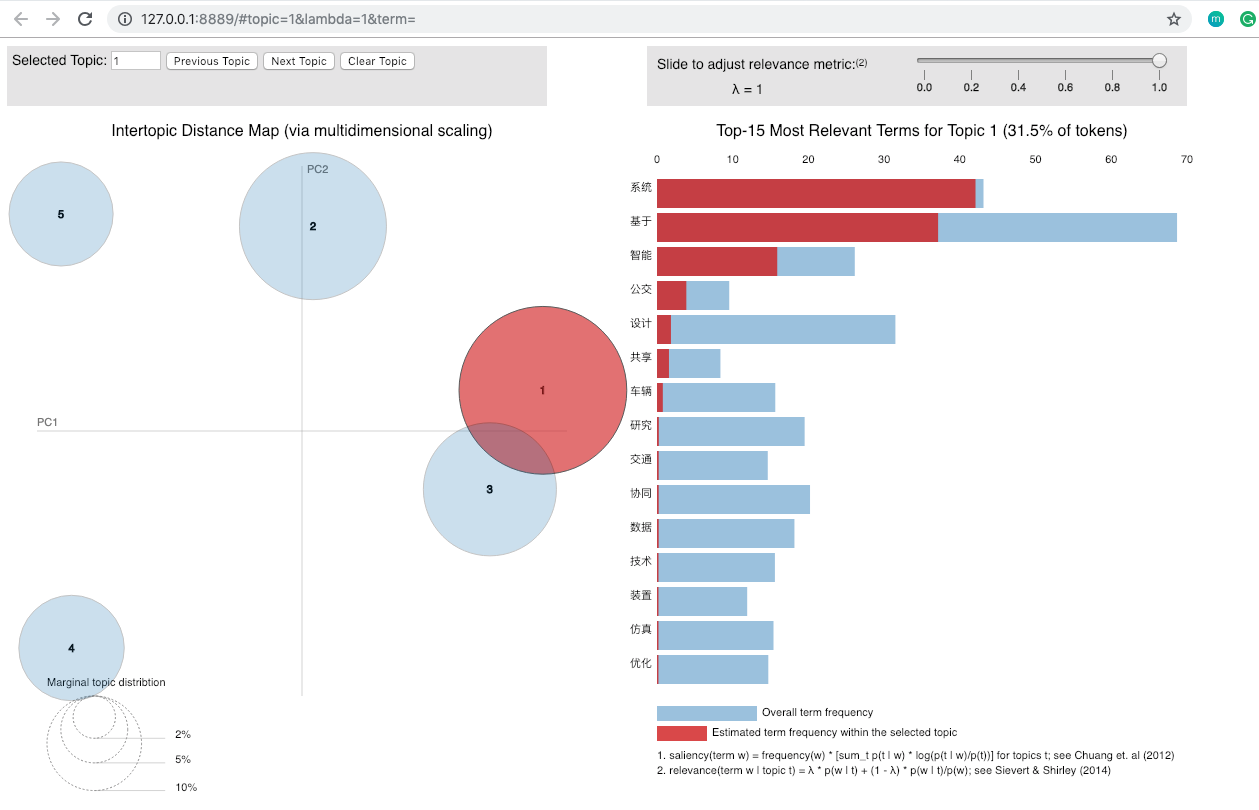 127.0.0.1:8889/#topic=1&lambda=1&term=
m
G
Selected Topic: 1 Previous Topic Next Topic Clear Topic
Slide to adjust relevance metric:(2)
λ = 1
0.0 0.2 0.4 0.6 0.8 1.0
Intertopic Distance Map (via multidimensional scaling)
PC2
PC1
5
2
1
3
4
Marginal topic distribtion
2%
5%
10%
Top-15 Most Relevant Terms for Topic 1 (31.5% of tokens)
0 10 20 30 40 50 60 70
系统
基于
智能
公交
设计
共享
车辆
研究
交通
协同
数据
技术
装置
仿真
优化
Overall term frequency
Estimated term frequency within the selected topic
1. saliency(term w) = frequency(w) * [sum_t p(t | w) * log(p(t | w)/p(t))] for topics t; see Chuang et. al (2012)
2. relevance(term w | topic t) = λ * p(w | t) + (1 - λ) * p(w | t)/p(w); see Sievert & Shirley (2014)